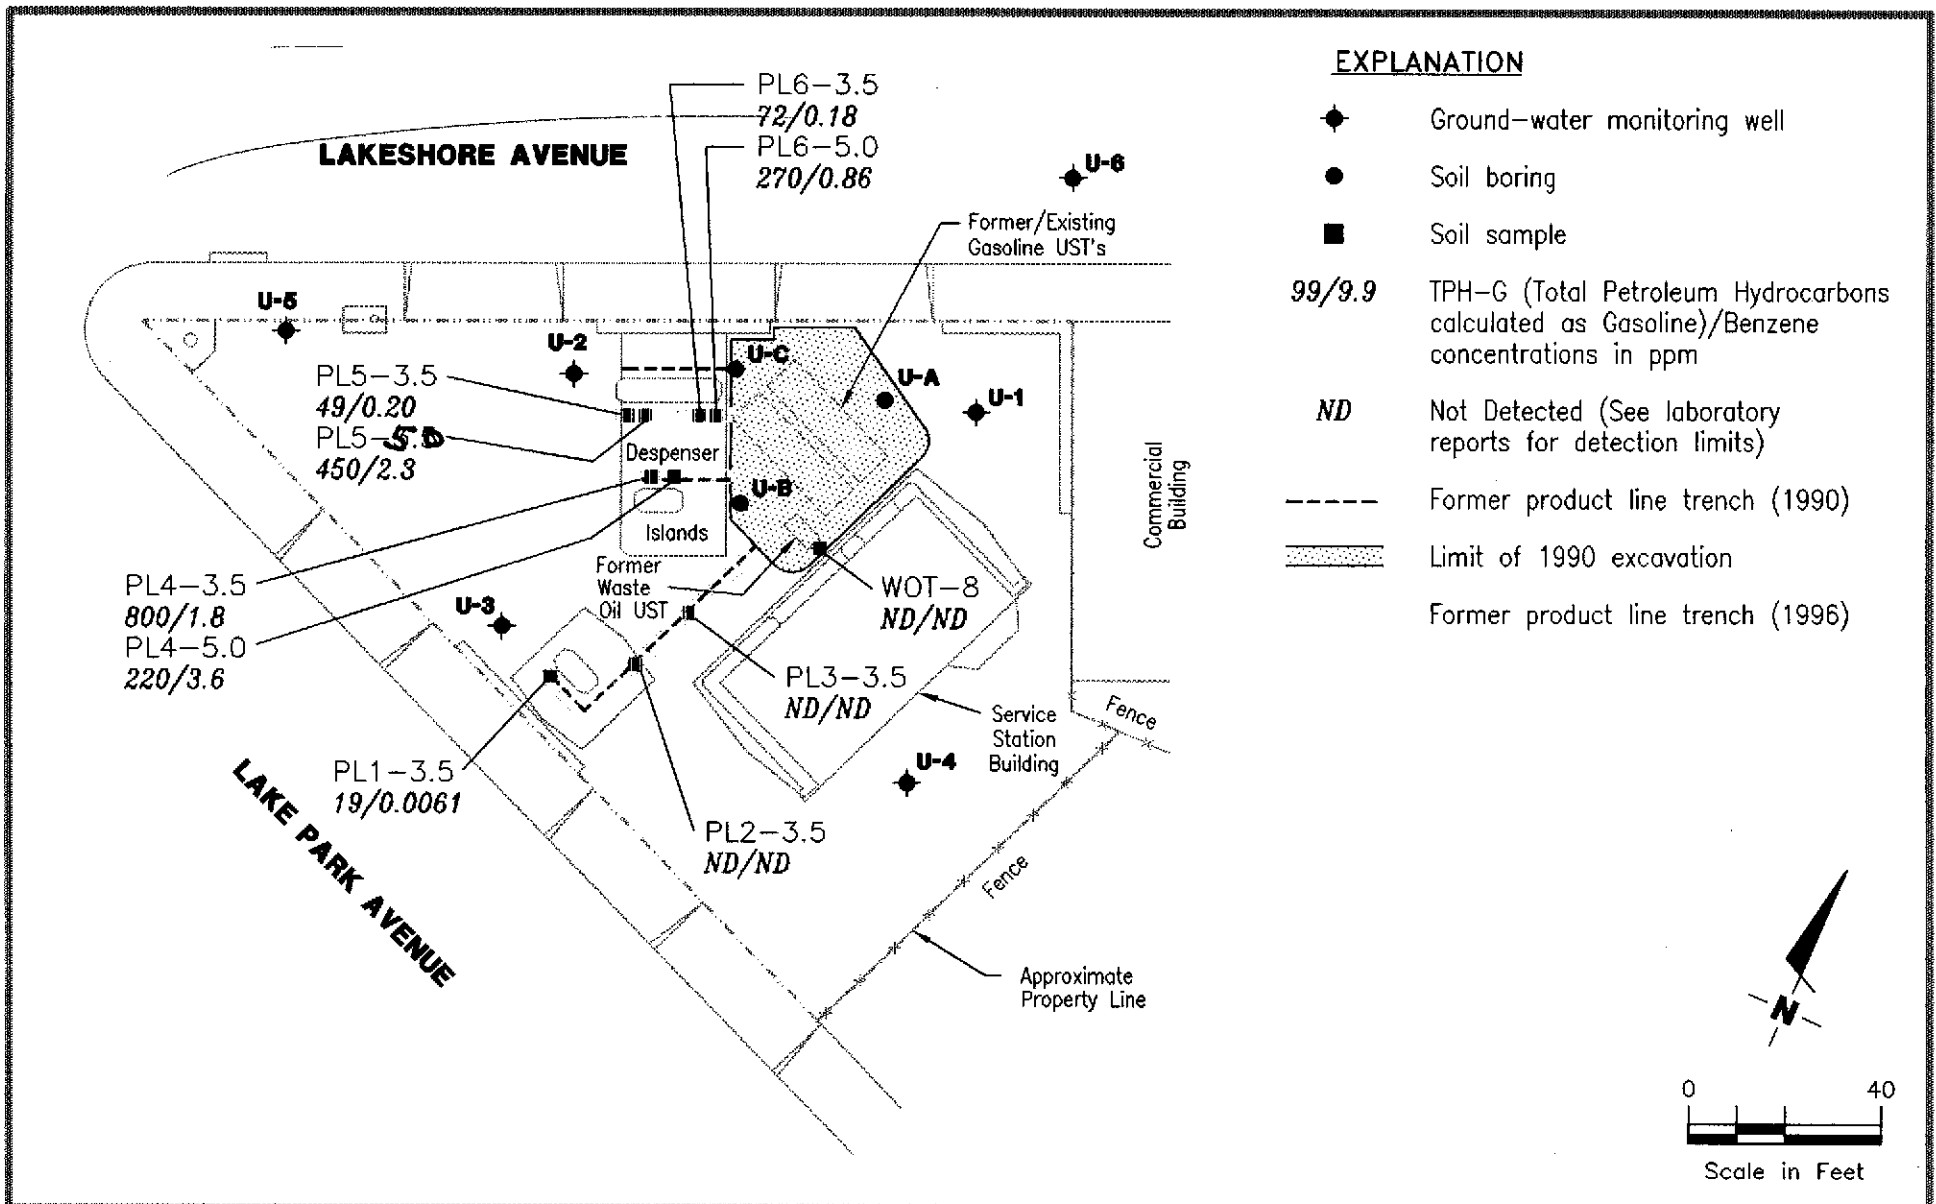 PL6-3.5
72/0.18
PL6-5.0
270/0.86
LAKESHORE AVENUE
U-6
Former/Existing
Gasoline UST's
U-5
U-2
U-C
U-A
U-1
PL5-3.5
49/0.20
PL5-5.0
450/2.3
Despenser
U-B
Islands
Commercial
Building
PL4-3.5
800/1.8
PL4-5.0
220/3.6
Former
Waste
Oil UST
U-3
WOT-8
ND/ND
PL3-3.5
ND/ND
Service
Station
Building
Fence
PL1-3.5
19/0.0061
U-4
PL2-3.5
ND/ND
LAKE PARK AVENUE
Fence
Approximate
Property Line
EXPLANATION
Ground-water monitoring well
Soil boring
Soil sample
99/9.9 TPH-G (Total Petroleum Hydrocarbons
calculated as Gasoline)/Benzene
concentrations in ppm
ND Not Detected (See laboratory
reports for detection limits)
Former product line trench (1990)
Limit of 1990 excavation
Former product line trench (1996)
N
0 40
Scale in Feet